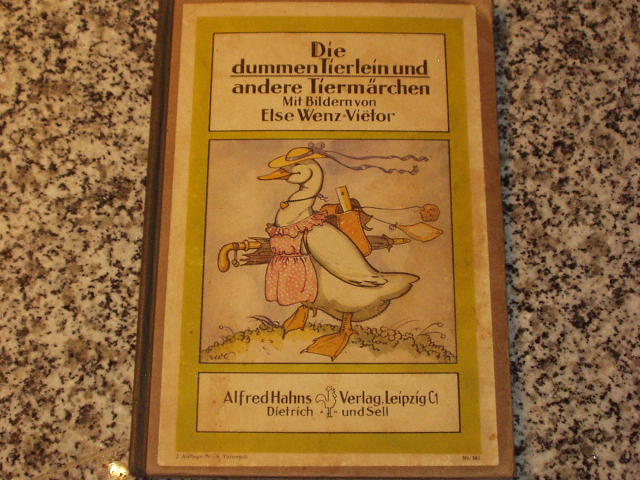 Die
dummen Tierlein und
andere Tiermärchen
Mit Bildern von
Else Wenz-Viëtor
Alfred Hahns Verlag, Leipzig C1
Dietrich und Sell